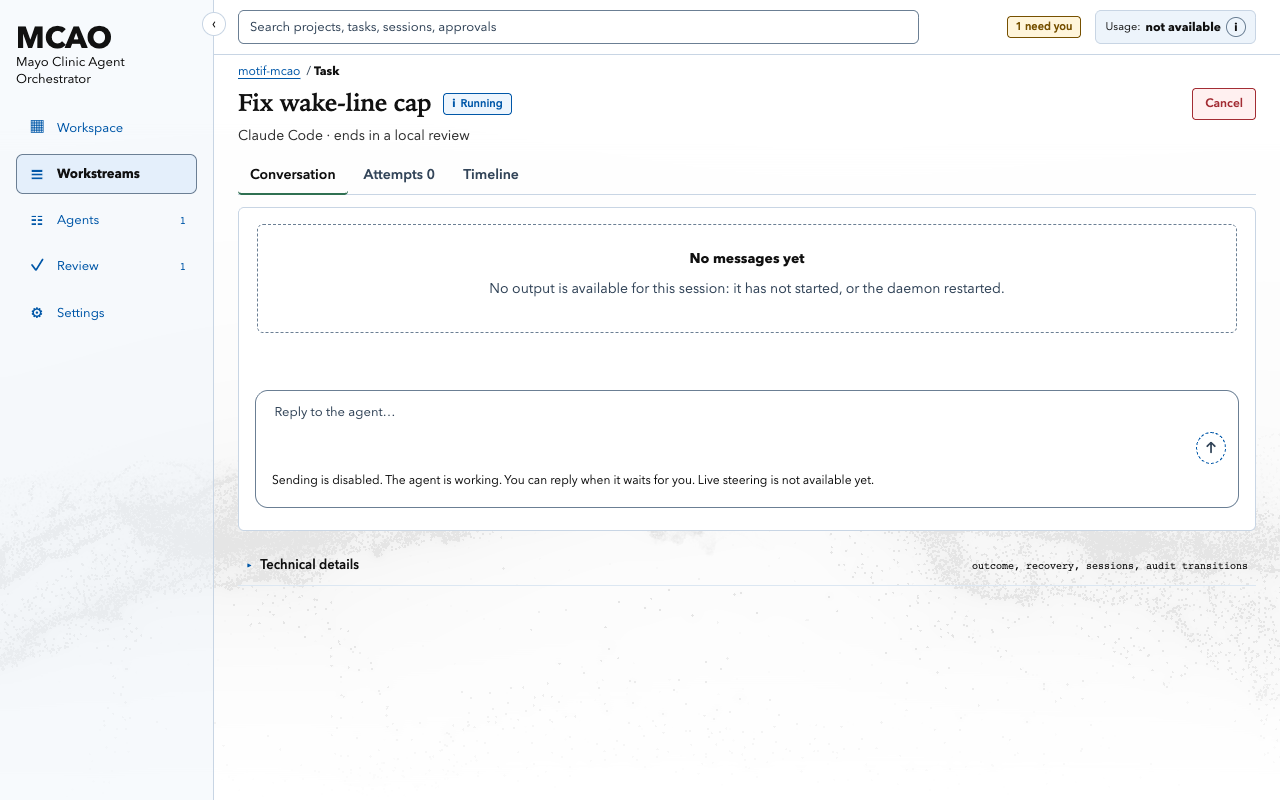 MCAO
Mayo Clinic Agent
Orchestrator
Workspace
Workstreams
Agents 1
Review 1
Settings
Search projects, tasks, sessions, approvals
1 need you
Usage: not available i
motif-mcao / Task
Fix wake-line cap
i Running
Cancel
Claude Code · ends in a local review
Conversation
Attempts 0
Timeline
No messages yet
No output is available for this session: it has not started, or the daemon restarted.
Reply to the agent…
Sending is disabled. The agent is working. You can reply when it waits for you. Live steering is not available yet.
Technical details
outcome, recovery, sessions, audit transitions